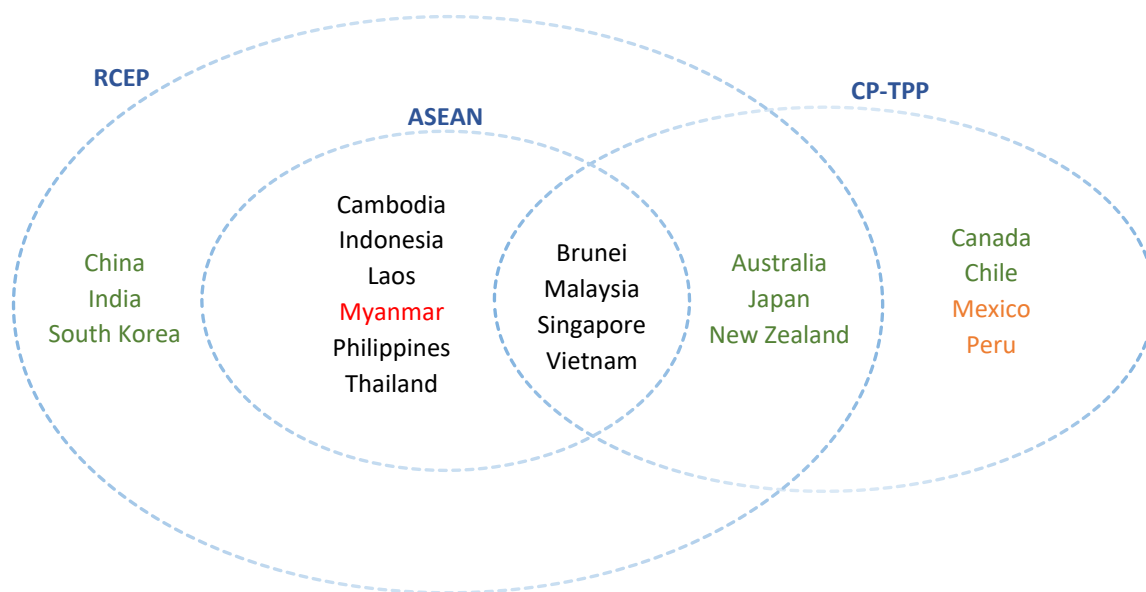 RCEP
CP-TPP
ASEAN
China
India
South Korea
Cambodia
Indonesia
Laos
Myanmar
Philippines
Thailand
Brunei
Malaysia
Singapore
Vietnam
Australia
Japan
New Zealand
Canada
Chile
Mexico
Peru